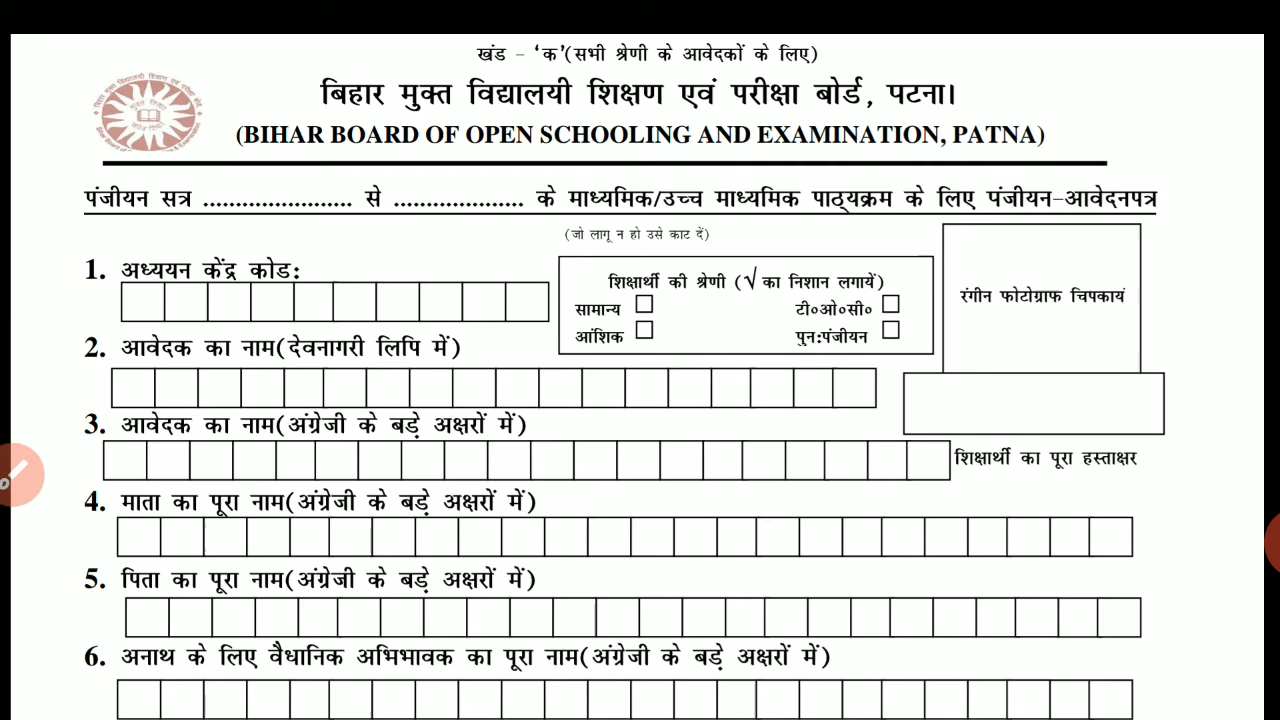 खंड – ‘क’(सभी श्रेणी के आवेदकों के लिए)
बिहार मुक्त विद्यालयी शिक्षण एवं परीक्षा बोर्ड, पटना।
(BIHAR BOARD OF OPEN SCHOOLING AND EXAMINATION, PATNA)
पंजीयन सत्र ....................... से .................... के माध्यमिक/उच्च माध्यमिक पाठ्यक्रम के लिए पंजीयन–आवेदनपत्र
(जो लागू न हो उसे काट दें)
1. अध्ययन केंद्र कोड:
शिक्षार्थी की श्रेणी (√ का निशान लगायें)
सामान्य टी०ओ०सी०
आंशिक पुन:पंजीयन
रंगीन फोटोग्राफ चिपकायं
2. आवेदक का नाम(देवनागरी लिपि में)
3. आवेदक का नाम(अंग्रेजी के बड़े अक्षरों में)
शिक्षार्थी का पूरा हस्ताक्षर
4. माता का पूरा नाम(अंग्रेजी के बड़े अक्षरों में)
5. पिता का पूरा नाम(अंग्रेजी के बड़े अक्षरों में)
6. अनाथ के लिए वैधानिक अभिभावक का पूरा नाम(अंग्रेजी के बड़े अक्षरों में)